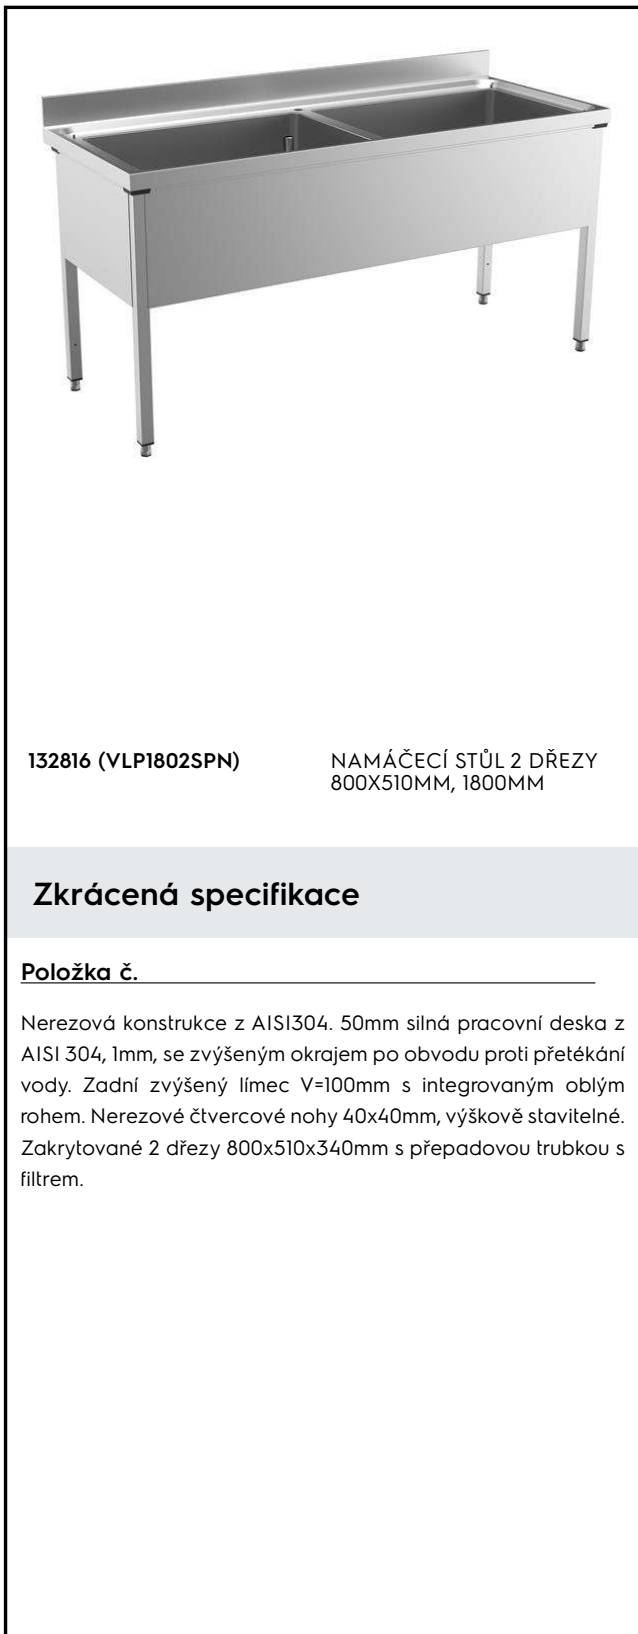 132816 (VLP1802SPN)
NAMÁČECÍ STŮL 2 DŘEZY
800X510MM, 1800MM
Zkrácená specifikace
Položka č.
Nerezová konstrukce z AISI304. 50mm silná pracovní deska z
AISI 304, 1mm, se zvýšeným okrajem po obvodu proti přetékání
vody. Zadní zvýšený límec V=100mm s integrovaným oblým
rohem. Nerezové čtvercové nohy 40x40mm, výškově stavitelné.
Zakrytované 2 dřezy 800x510x340mm s přepadovou trubkou s
filtrem.